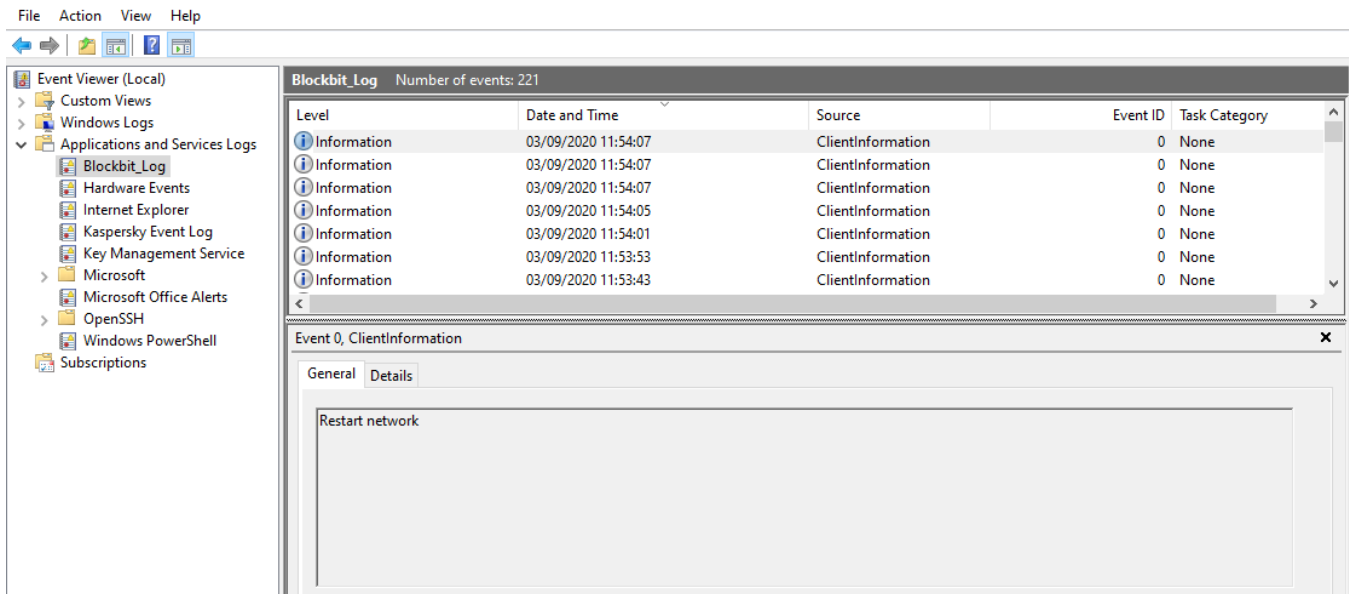 File Action View Help
Event Viewer (Local)
Custom Views
Windows Logs
Applications and Services Logs
Blockbit_Log
Hardware Events
Internet Explorer
Kaspersky Event Log
Key Management Service
Microsoft
Microsoft Office Alerts
OpenSSH
Windows PowerShell
Subscriptions
Blockbit_Log Number of events: 221
Level Date and Time Source Event ID Task Category
Information 03/09/2020 11:54:07 ClientInformation 0 None
Information 03/09/2020 11:54:07 ClientInformation 0 None
Information 03/09/2020 11:54:07 ClientInformation 0 None
Information 03/09/2020 11:54:05 ClientInformation 0 None
Information 03/09/2020 11:54:01 ClientInformation 0 None
Information 03/09/2020 11:53:53 ClientInformation 0 None
Information 03/09/2020 11:53:43 ClientInformation 0 None
Event 0, ClientInformation
General Details
Restart network